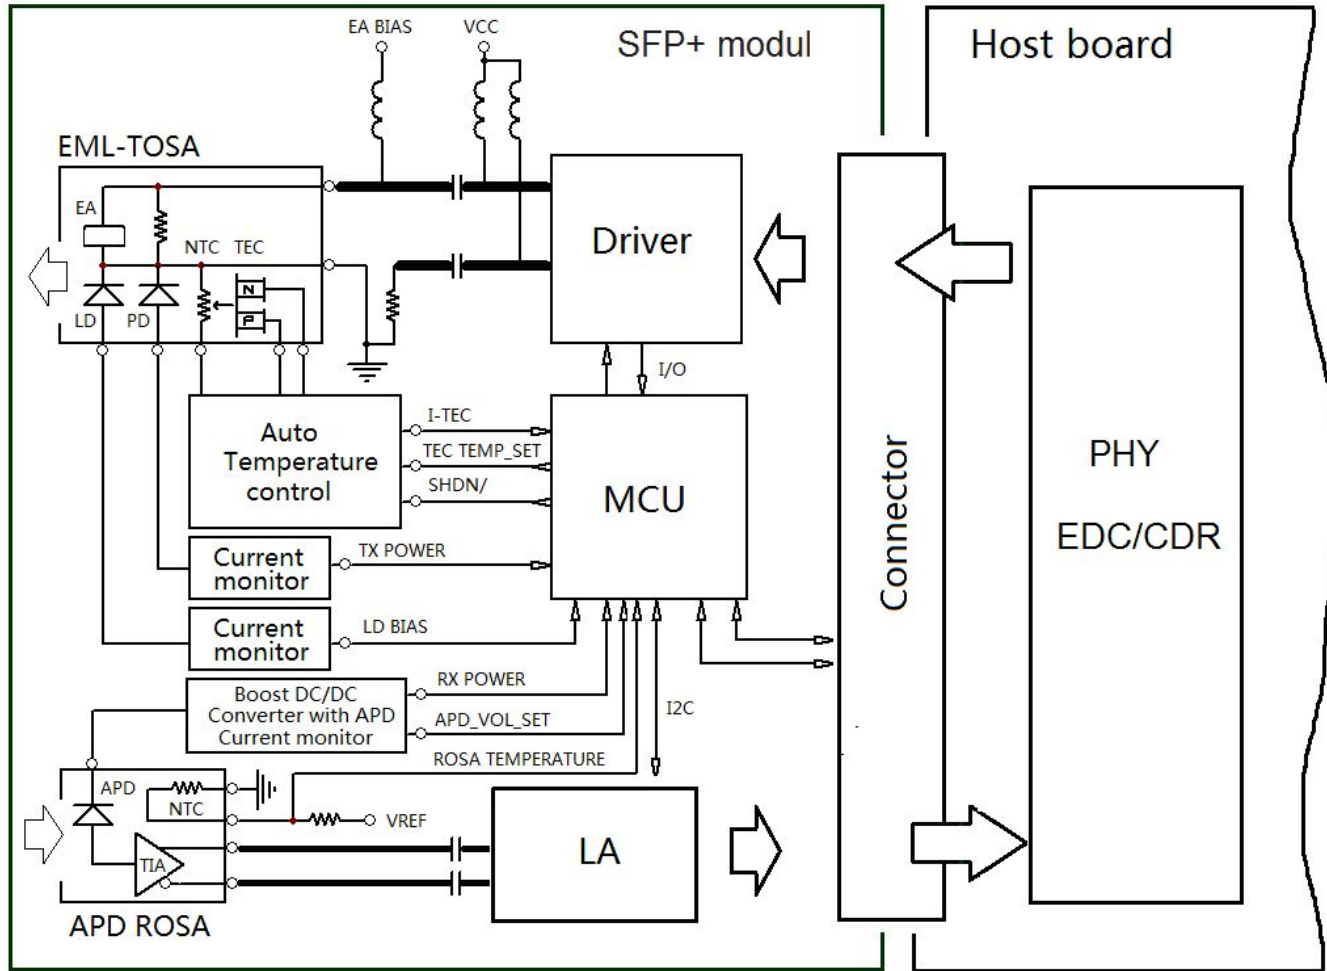 EA BIAS
VCC
SFP+ modul
Host board
EML-TOSA
EA
NTC
TEC
N
P
LD
PD
Driver
I/O
Auto
Temperature
control
I-TEC
TEC TEMP_SET
SHDN/
MCU
Connector
PHY
EDC/CDR
Current
monitor
TX POWER
Current
monitor
LD BIAS
Boost DC/DC
Converter with APD
Current monitor
RX POWER
APD_VOL_SET
I2C
ROSA TEMPERATURE
APD
NTC
VREF
TIA
LA
APD ROSA